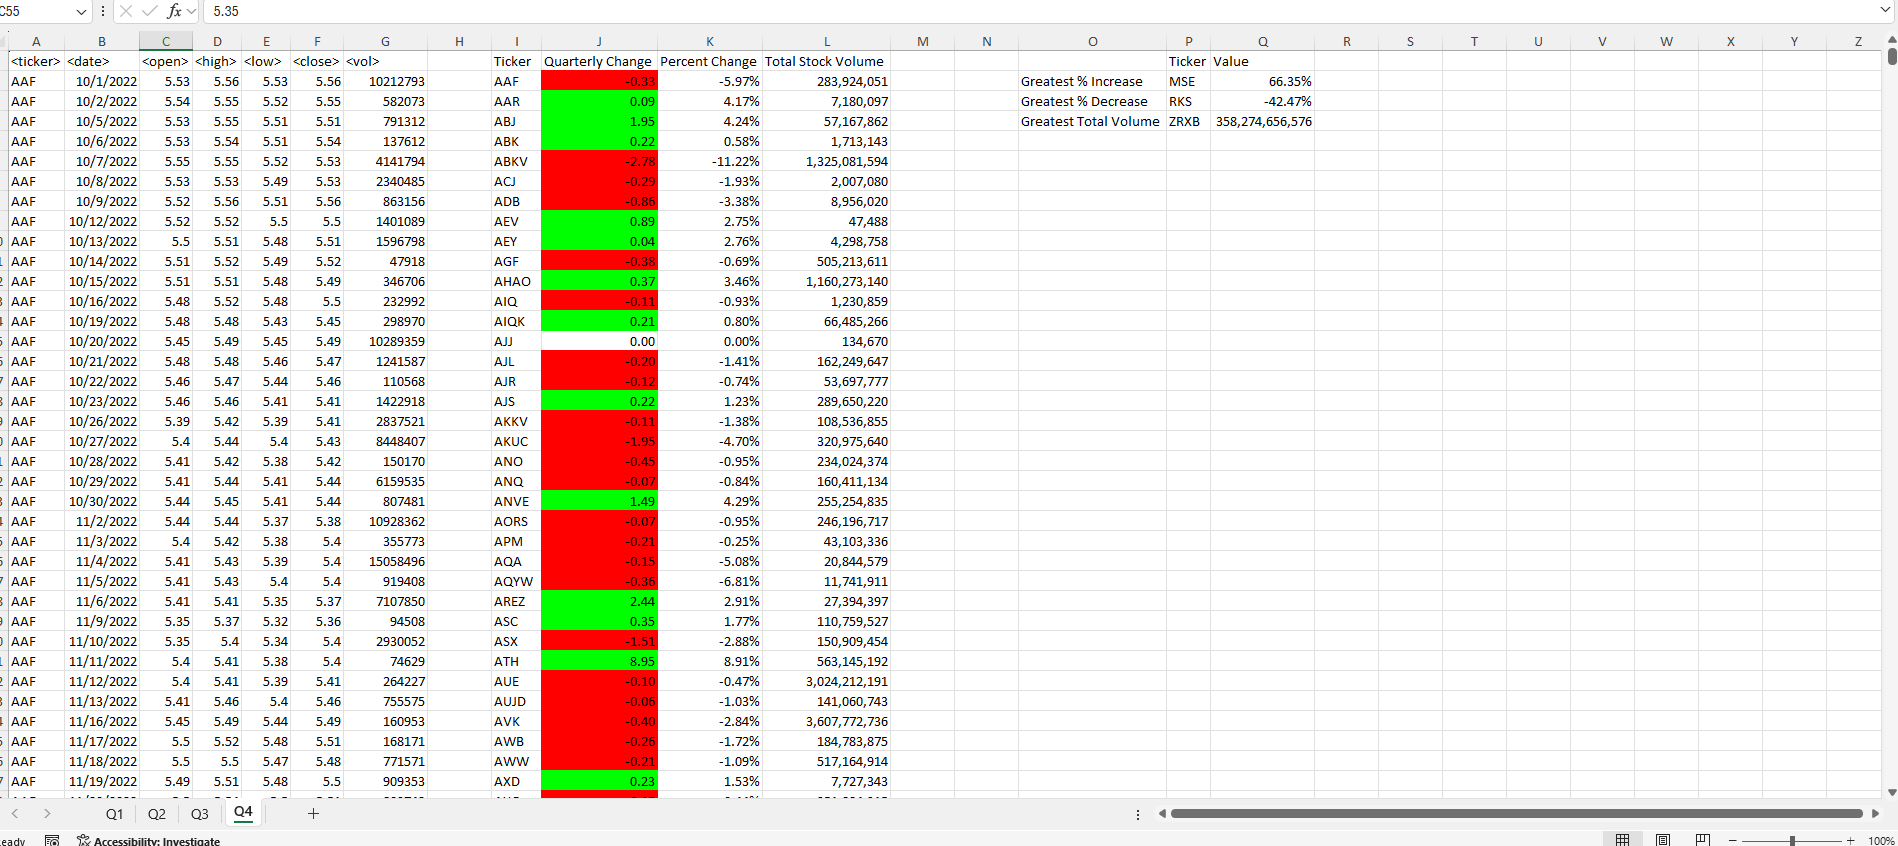 C55 fx 5.35
A B C D E F G H I J K L M N O P Q R S T U V W X Y Z
<ticker> <date> <open> <high> <low> <close> <vol> Ticker Quarterly Change Percent Change Total Stock Volume Ticker Value
AAF 10/1/2022 5.53 5.56 5.53 5.56 10212793 AAF -0.33 -5.97% 283,924,051 Greatest % Increase MSE 66.35%
AAF 10/2/2022 5.54 5.55 5.52 5.55 582073 AAR 0.09 4.17% 7,180,097 Greatest % Decrease RKS -42.47%
AAF 10/5/2022 5.53 5.55 5.51 5.51 791312 ABJ 1.95 4.24% 57,167,862 Greatest Total Volume ZRXB 358,274,656,576
AAF 10/6/2022 5.53 5.54 5.51 5.54 137612 ABK 0.22 0.58% 1,713,143
AAF 10/7/2022 5.55 5.55 5.52 5.53 4141794 ABKV -2.78 -11.22% 1,325,081,594
AAF 10/8/2022 5.53 5.53 5.49 5.53 2340485 ACJ -0.29 -1.93% 2,007,080
AAF 10/9/2022 5.52 5.56 5.51 5.56 863156 ADB -0.86 -3.38% 8,956,020
AAF 10/12/2022 5.52 5.52 5.5 5.5 1401089 AEV 0.89 2.75% 47,488
AAF 10/13/2022 5.5 5.51 5.48 5.51 1596798 AEY 0.04 2.76% 4,298,758
AAF 10/14/2022 5.51 5.52 5.49 5.52 47918 AGF -0.38 -0.69% 505,213,611
AAF 10/15/2022 5.51 5.51 5.48 5.49 346706 AHAO 0.37 3.46% 1,160,273,140
AAF 10/16/2022 5.48 5.52 5.48 5.5 232992 AIQ -0.11 -0.93% 1,230,859
AAF 10/19/2022 5.48 5.48 5.43 5.45 298970 AIQK 0.21 0.80% 66,485,266
AAF 10/20/2022 5.45 5.49 5.45 5.49 10289359 AJJ 0.00 0.00% 134,670
AAF 10/21/2022 5.48 5.48 5.46 5.47 1241587 AJL -0.20 -1.41% 162,249,647
AAF 10/22/2022 5.46 5.47 5.44 5.46 110568 AJR -0.12 -0.74% 53,697,777
AAF 10/23/2022 5.46 5.46 5.41 5.41 1422918 AJS 0.22 1.23% 289,650,220
AAF 10/26/2022 5.39 5.42 5.39 5.41 2837521 AKKV -0.11 -1.38% 108,536,855
AAF 10/27/2022 5.4 5.44 5.4 5.43 8448407 AKUC -1.95 -4.70% 320,975,640
AAF 10/28/2022 5.41 5.42 5.38 5.42 150170 ANO -0.45 -0.95% 234,024,374
AAF 10/29/2022 5.41 5.44 5.41 5.44 6159535 ANQ -0.07 -0.84% 160,411,134
AAF 10/30/2022 5.44 5.45 5.41 5.44 807481 ANVE 1.49 4.29% 255,254,835
AAF 11/2/2022 5.44 5.44 5.37 5.38 10928362 AORS -0.07 -0.95% 246,196,717
AAF 11/3/2022 5.4 5.42 5.38 5.4 355773 APM -0.21 -0.25% 43,103,336
AAF 11/4/2022 5.41 5.43 5.39 5.4 15058496 AQA -0.15 -5.08% 20,844,579
AAF 11/5/2022 5.41 5.43 5.4 5.4 919408 AQYW -0.36 -6.81% 11,741,911
AAF 11/6/2022 5.41 5.41 5.35 5.37 7107850 AREZ 2.44 2.91% 27,394,397
AAF 11/9/2022 5.35 5.37 5.32 5.36 94508 ASC 0.35 1.77% 110,759,527
AAF 11/10/2022 5.35 5.4 5.34 5.4 2930052 ASX -1.51 -2.88% 150,909,454
AAF 11/11/2022 5.4 5.41 5.38 5.4 74629 ATH 8.95 8.91% 563,145,192
AAF 11/12/2022 5.4 5.41 5.39 5.41 264227 AUE -0.10 -0.47% 3,024,212,191
AAF 11/13/2022 5.41 5.46 5.4 5.46 755575 AUJD -0.06 -1.03% 141,060,743
AAF 11/16/2022 5.45 5.49 5.44 5.49 160953 AVK -0.40 -2.84% 3,607,772,736
AAF 11/17/2022 5.5 5.52 5.48 5.51 168171 AWB -0.26 -1.72% 184,783,875
AAF 11/18/2022 5.5 5.5 5.47 5.48 771571 AWW -0.21 -1.09% 517,164,914
AAF 11/19/2022 5.49 5.51 5.48 5.5 909353 AXD 0.23 1.53% 7,727,343
Q1 Q2 Q3 Q4 +
eady Accessibility: Investigate 100%